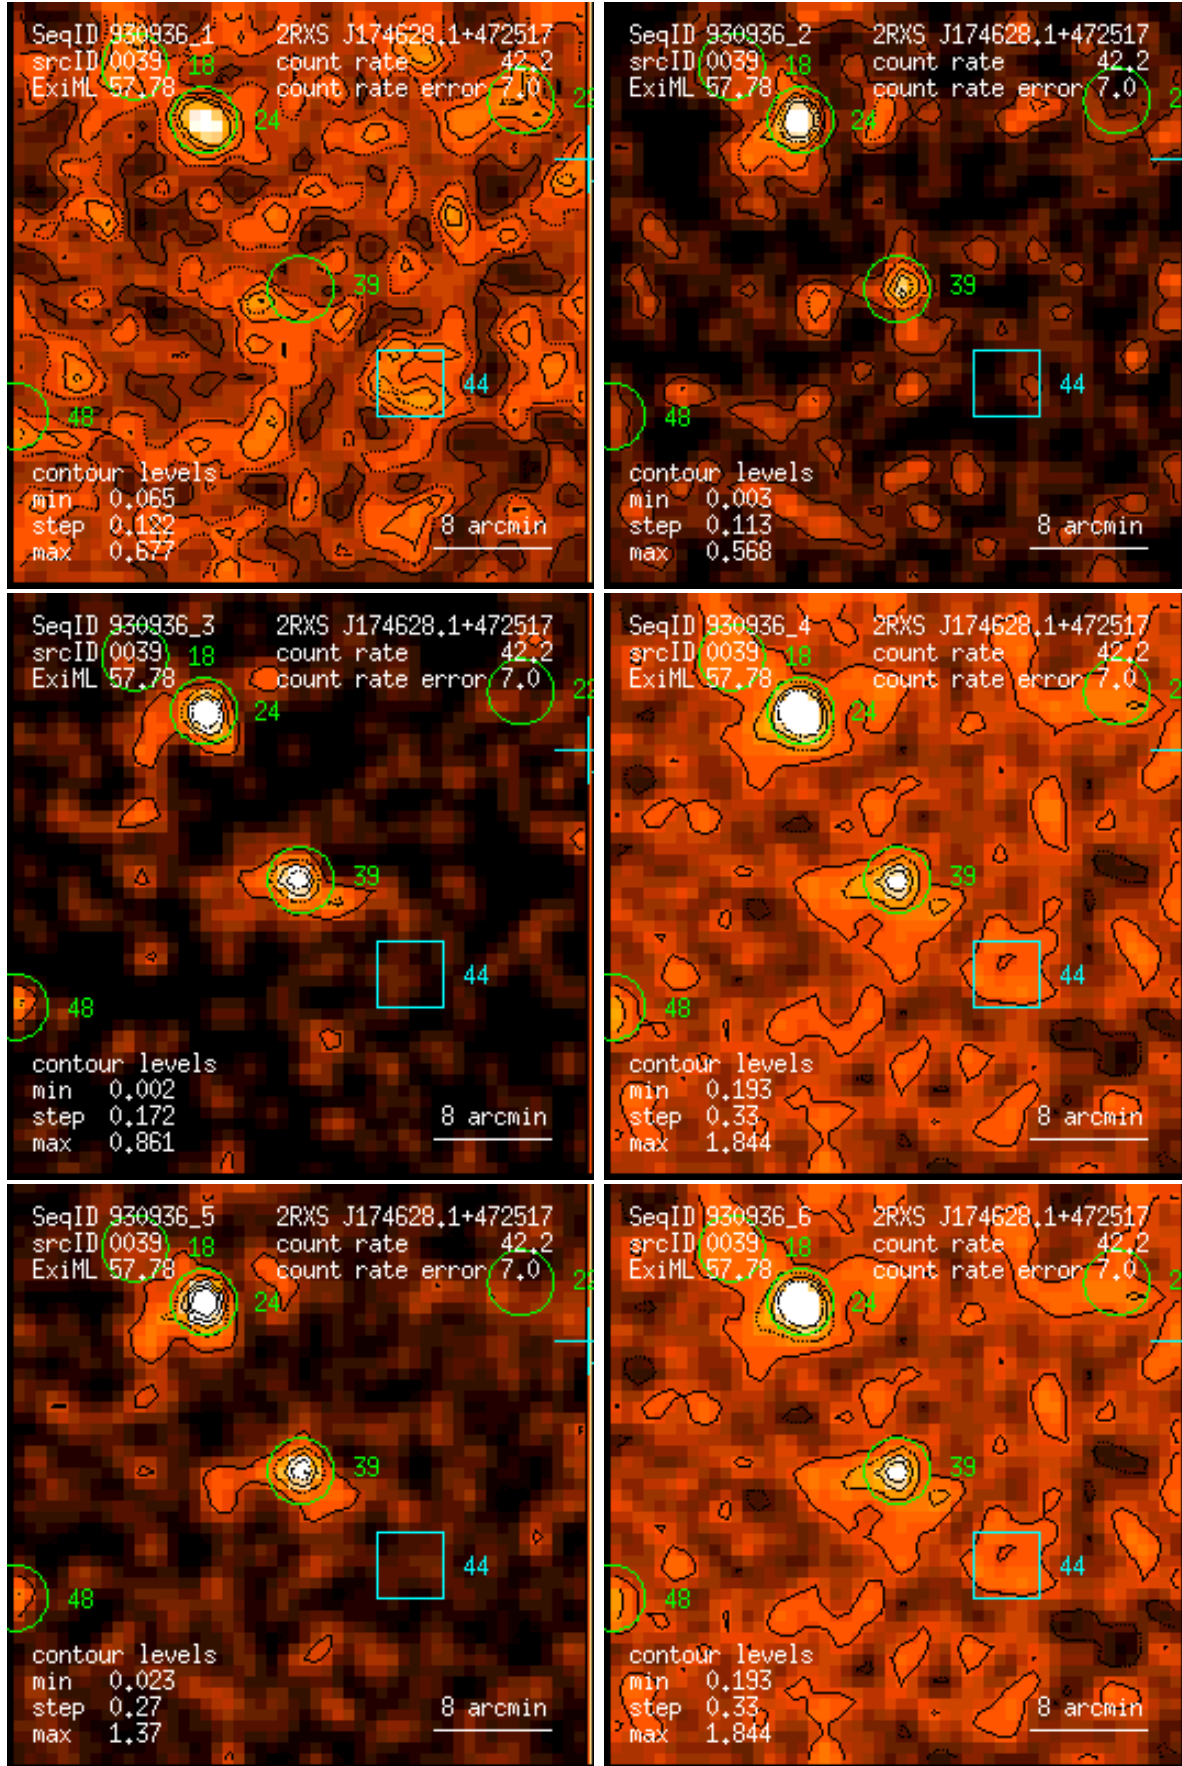 SeqID 930936_1 2RXS J174628.1+472517
srcID 0039 18 count rate 42.2
ExiML 57.78 count rate error 7.0
24
39
44
48
contour levels
min 0.065
step 0.122 8 arcmin
max 0.677
SeqID 930936_2 2RXS J174628.1+472517
srcID 0039 18 count rate 42.2
ExiML 57.78 count rate error 7.0
24
39
44
48
contour levels
min 0.003
step 0.113 8 arcmin
max 0.568
SeqID 930936_3 2RXS J174628.1+472517
srcID 0039 18 count rate 42.2
ExiML 57.78 count rate error 7.0
24
39
44
48
contour levels
min 0.002
step 0.172 8 arcmin
max 0.861
SeqID 930936_4 2RXS J174628.1+472517
srcID 0039 18 count rate 42.2
ExiML 57.78 count rate error 7.0
24
39
44
48
contour levels
min 0.193
step 0.33 8 arcmin
max 1.844
SeqID 930936_5 2RXS J174628.1+472517
srcID 0039 18 count rate 42.2
ExiML 57.78 count rate error 7.0
24
39
44
48
contour levels
min 0.023
step 0.27 8 arcmin
max 1.37
SeqID 930936_6 2RXS J174628.1+472517
srcID 0039 18 count rate 42.2
ExiML 57.78 count rate error 7.0
24
39
44
48
contour levels
min 0.193
step 0.33 8 arcmin
max 1.844